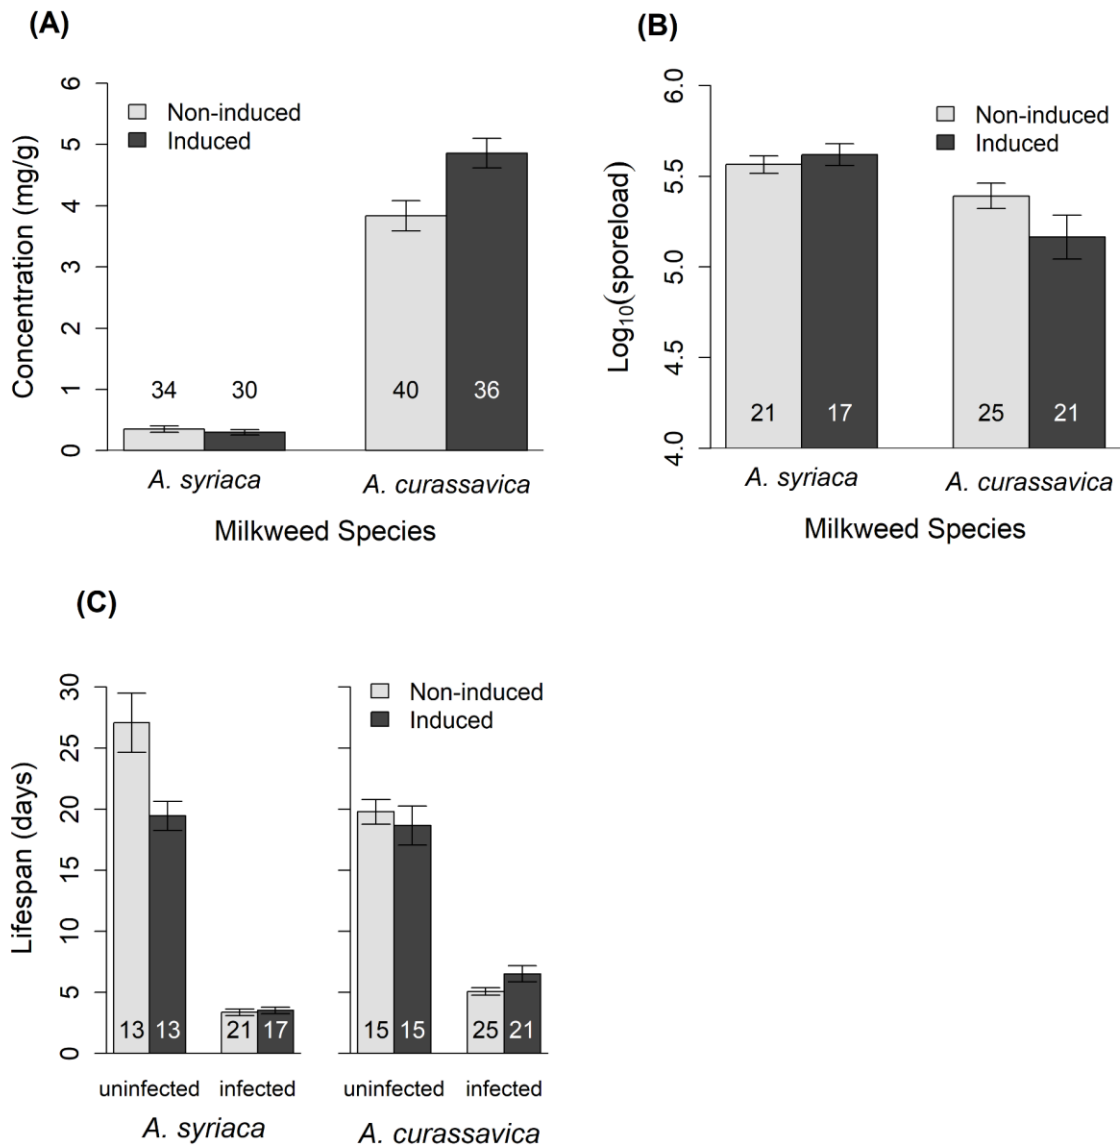 (A)
Concentration (mg/g)
6
5
4
3
2
1
0
Non-induced
Induced
34 30 40 36
A. syriaca A. curassavica
Milkweed Species
(B)
Log10(sporeload)
6.0
5.5
5.0
4.5
4.0
Non-induced
Induced
21 17 25 21
A. syriaca A. curassavica
Milkweed Species
(C)
Lifespan (days)
30
25
20
15
10
5
0
Non-induced
Induced
13 13 21 17 15 15 25 21
uninfected infected uninfected infected
A. syriaca A. curassavica